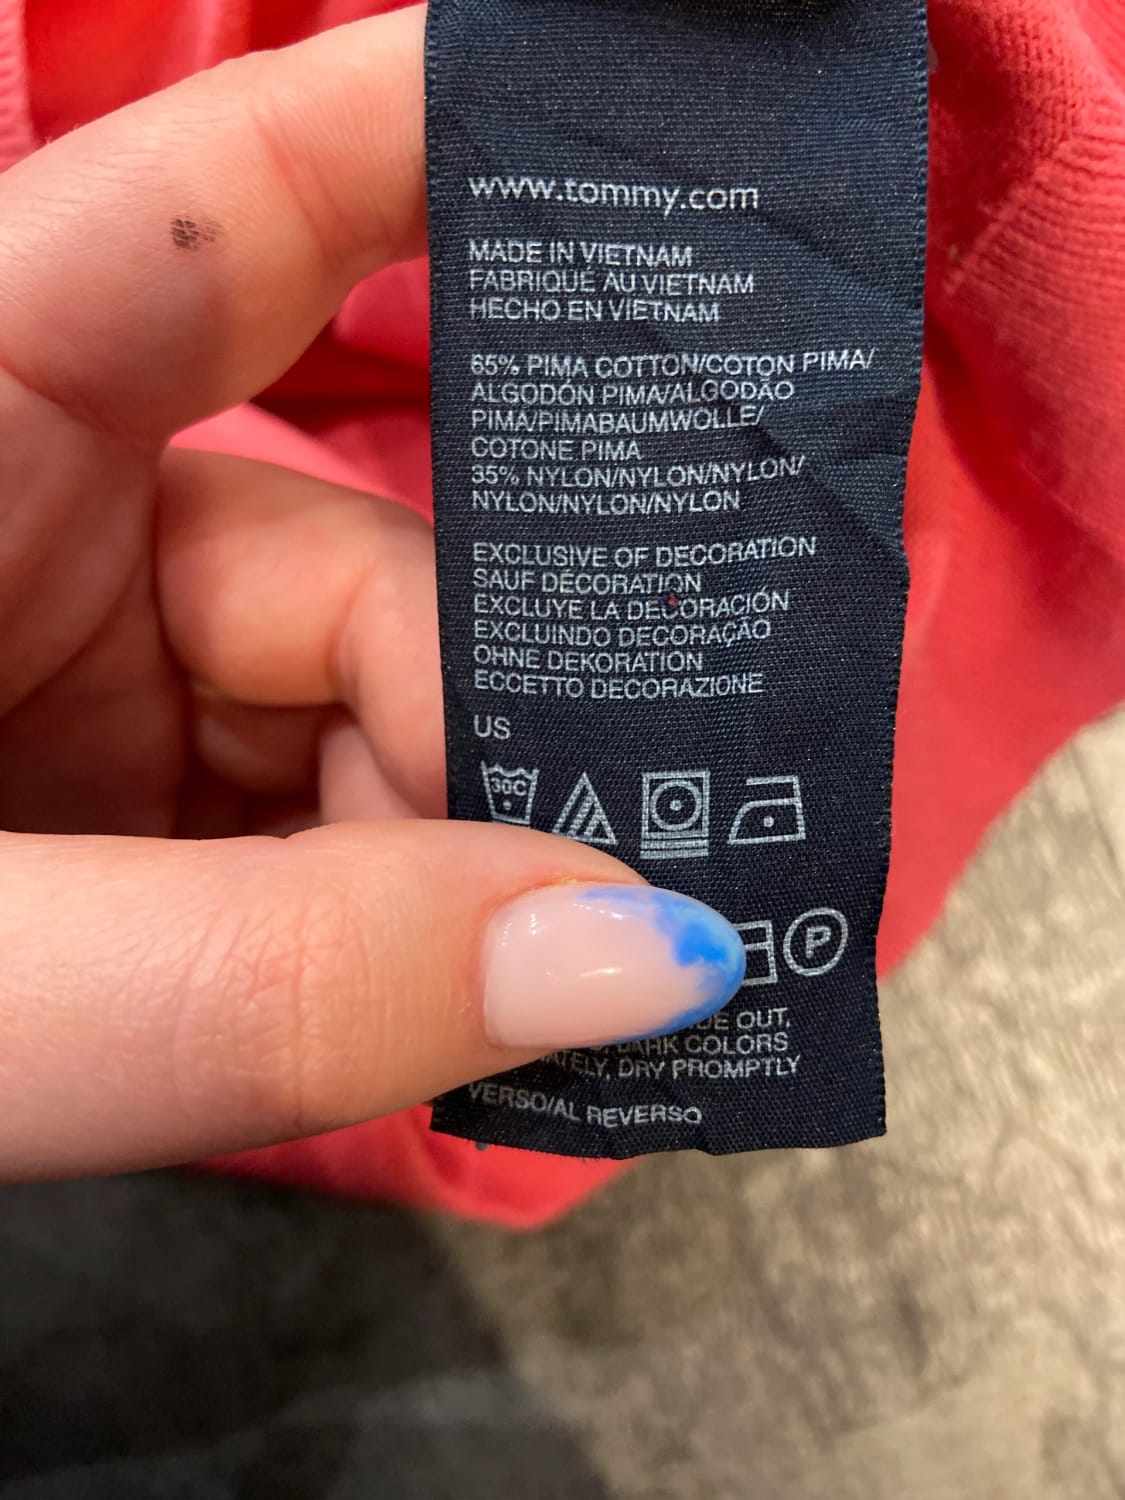 www.tommy.com
MADE IN VIETNAM
FABRIQUÉ AU VIETNAM
HECHO EN VIETNAM
65% PIMA COTTON/COTON PIMA/
ALGODÓN PIMA/ALGODÃO
PIMA/PIMABAUMWOLLE/
COTONE PIMA
35% NYLON/NYLON/NYLON/
NYLON/NYLON/NYLON
EXCLUSIVE OF DECORATION
SAUF DÉCORATION
EXCLUYE LA DECORACIÓN
EXCLUINDO DECORAÇÃO
OHNE DEKORATION
ECCETTO DECORAZIONE
US
30C
P
OUT,
DARK COLORS
DRY PROMPTLY
VERSO/AL REVERSO